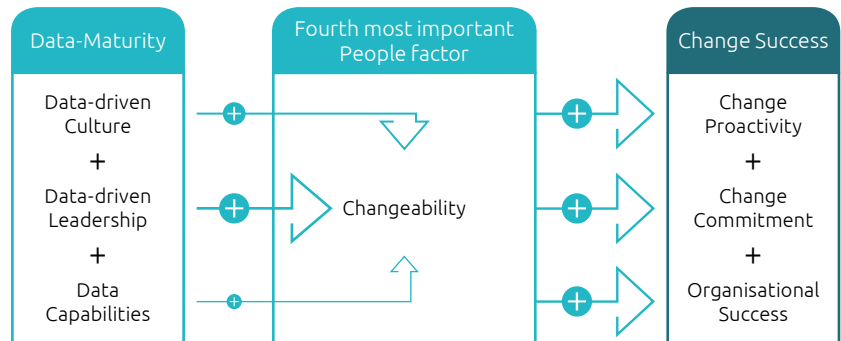 Data-Maturity
Data-driven
Culture
+
Data-driven
Leadership
+
Data
Capabilities
+
+
+
Fourth most important
People factor
Changeability
+
+
+
Change Success
Change
Proactivity
+
Change
Commitment
+
Organisational
Success